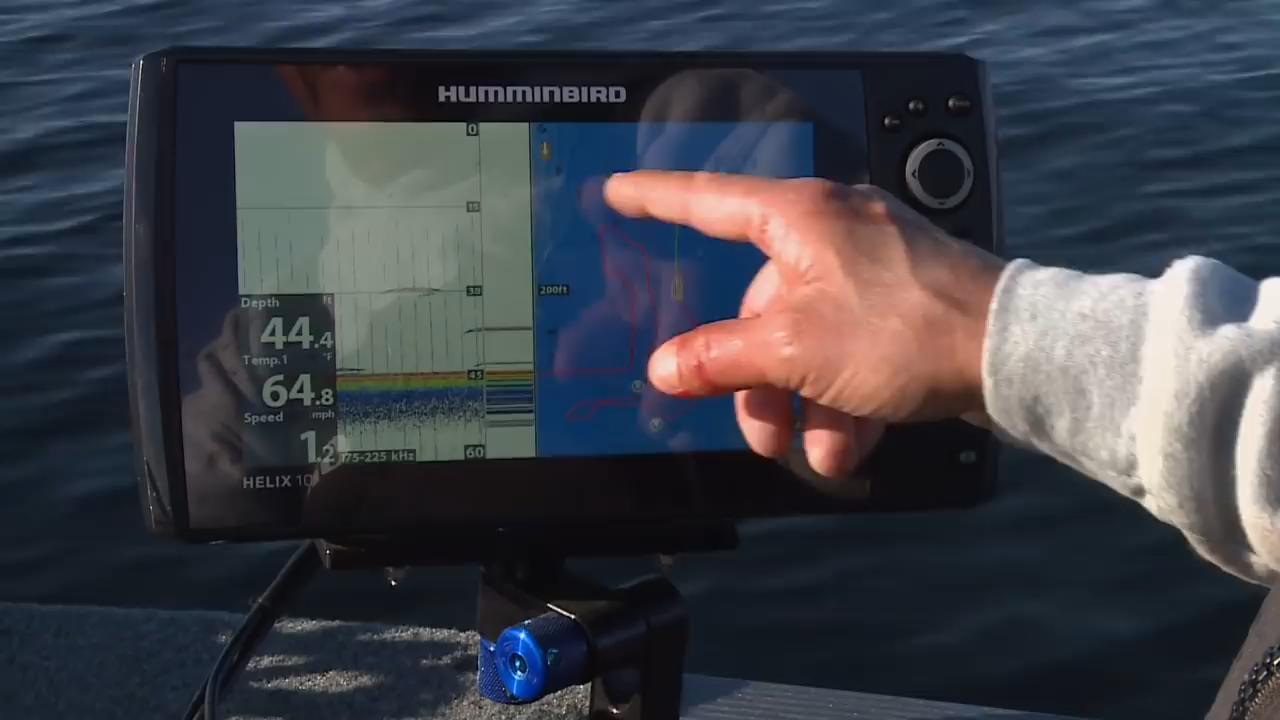 HUMMINBIRD
0
15
30
200ft
Depth ft
44.4
Temp.1 °F
45
64.8
Speed mph
1.2
175-225 kHz
60
HELIX 10